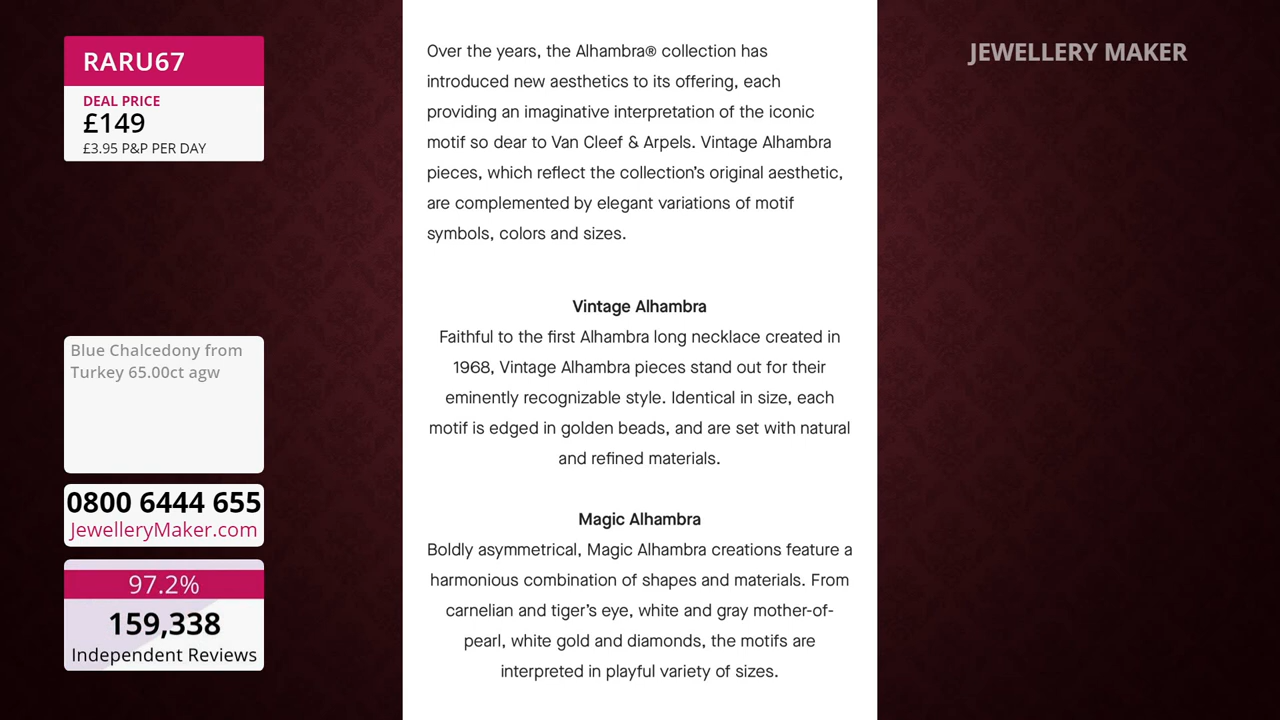 RARU67
DEAL PRICE
£149
£3.95 P&P PER DAY
Blue Chalcedony from
Turkey 65.00ct agw
0800 6444 655
JewelleryMaker.com
97.2%
159,338
Independent Reviews
Over the years, the Alhambra® collection has
introduced new aesthetics to its offering, each
providing an imaginative interpretation of the iconic
motif so dear to Van Cleef & Arpels. Vintage Alhambra
pieces, which reflect the collection’s original aesthetic,
are complemented by elegant variations of motif
symbols, colors and sizes.
Vintage Alhambra
Faithful to the first Alhambra long necklace created in
1968, Vintage Alhambra pieces stand out for their
eminently recognizable style. Identical in size, each
motif is edged in golden beads, and are set with natural
and refined materials.
Magic Alhambra
Boldly asymmetrical, Magic Alhambra creations feature a
harmonious combination of shapes and materials. From
carnelian and tiger’s eye, white and gray mother-of-
pearl, white gold and diamonds, the motifs are
interpreted in playful variety of sizes.
JEWELLERY MAKER